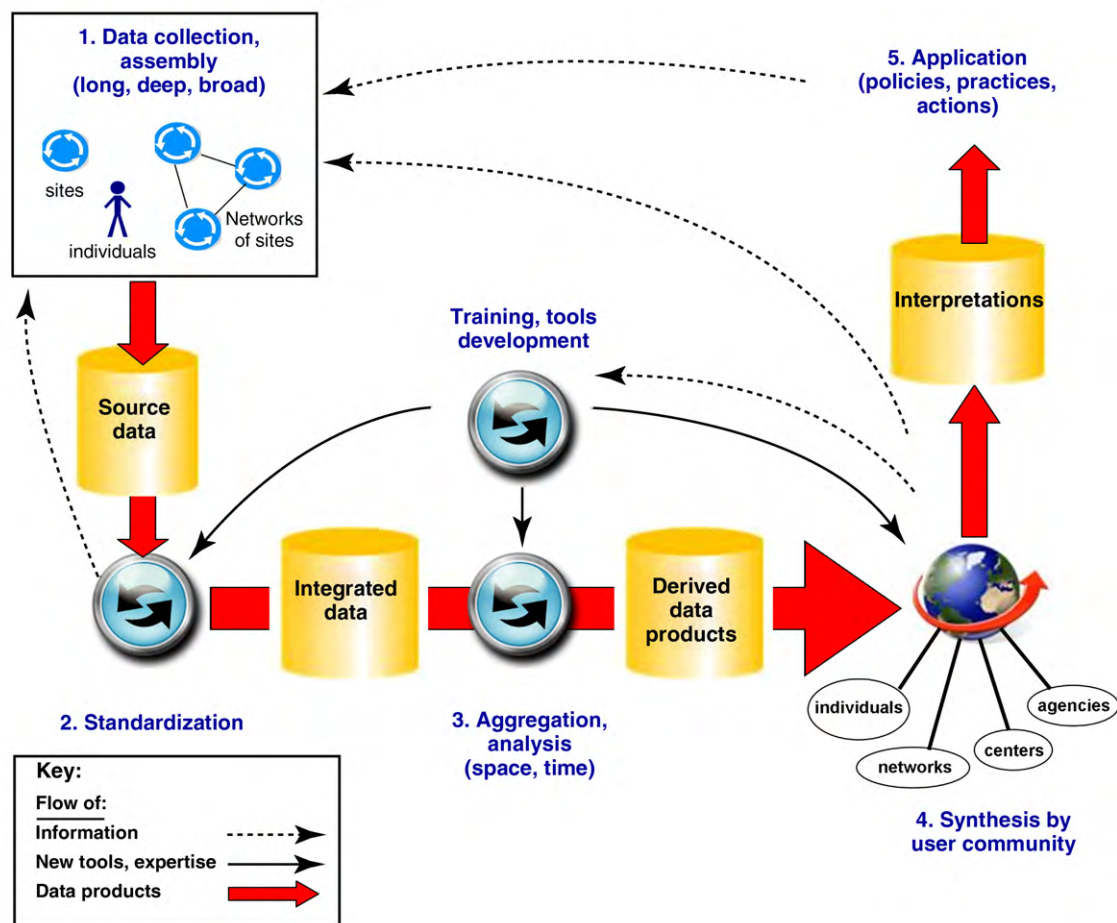 1. Data collection,
assembly
(long, deep, broad)
sites
individuals
Networks
of sites
5. Application
(policies, practices,
actions)
Interpretations
Training, tools
development
Source
data
Integrated
data
Derived
data
products
2. Standardization
3. Aggregation,
analysis
(space, time)
individuals
networks
centers
agencies
4. Synthesis by
user community
Key:
Flow of:
Information
New tools, expertise
Data products